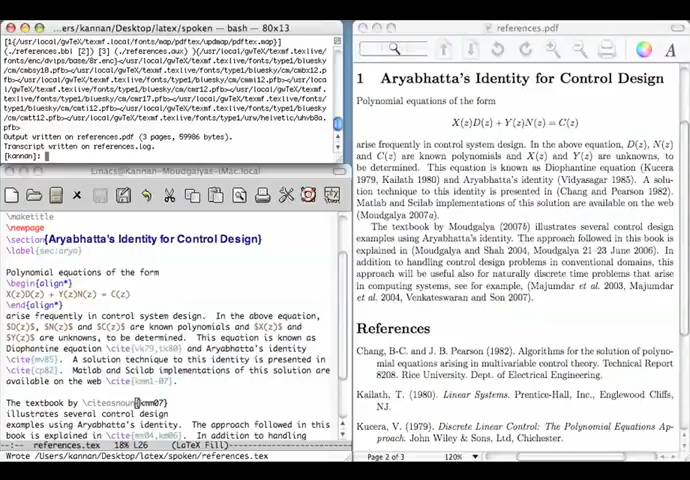 ...ers/kannan/Desktop/latex/spoken — bash — 80x13
[1{/usr/local/gwTeX/texmf.local/fonts/map/pdftex/updmap/pdftex.map}]
(./references.bbl [2]) [3] (./references.aux) ){/usr/local/gwTeX/texmf.texlive/
fonts/enc/dvips/base/8r.enc}</usr/local/gwTeX/texmf.texlive/fonts/type1/bluesky
/cm/cmbsy10.pfb></usr/local/gwTeX/texmf.texlive/fonts/type1/bluesky/cm/cmbx12.p
fb></usr/local/gwTeX/texmf.texlive/fonts/type1/bluesky/cm/cmmi12.pfb></usr/loca
l/gwTeX/texmf.texlive/fonts/type1/bluesky/cm/cmr12.pfb></usr/local/gwTeX/texmf.
texlive/fonts/type1/bluesky/cm/cmr17.pfb></usr/local/gwTeX/texmf.texlive/fonts/
type1/bluesky/cm/cmti12.pfb></usr/local/gwTeX/texmf.texlive/fonts/type1/bluesky
/cm/cmtt12.pfb></usr/local/gwTeX/texmf.texlive/fonts/type1/urw/helvetic/uhvb8a.
pfb>
Output written on references.pdf (3 pages, 59986 bytes).
Transcript written on references.log.
[kannan]:
Emacs@Kannan-Moudgalyas-iMac.local
\maketitle
\newpage
\section{Aryabhatta's Identity for Control Design}
\label{sec:arya}
Polynomial equations of the form
\begin{align*}
X(z)D(z) + Y(z)N(z) = C(z)
\end{align*}
arise frequently in control system design. In the above equation,
$D(z)$, $N(z)$ and $C(z)$ are known polynomials and $X(z)$ and
$Y(z)$ are unknowns, to be determined. This equation is known as
Diophantine equation \cite{vk79,tk80} and Aryabhatta's identity
\cite{mv85}. A solution technique to this identity is presented in
\cite{cp82}. Matlab and Scilab implementations of this solution are
available on the web \cite{kmm1-07}.
The textbook by \citeasnoun{kmm07}
illustrates several control design
examples using Aryabhatta's identity. The approach followed in this
book is explained in \cite{ms04,km06}. In addition to handling
--:-- references.tex 18% L26 (LaTeX Fill)
Wrote /Users/kannan/Desktop/latex/spoken/references.tex
references.pdf
1 Aryabhatta's Identity for Control Design
Polynomial equations of the form
X(z)D(z) + Y(z)N(z) = C(z)
arise frequently in control system design. In the above equation, D(z), N(z)
and C(z) are known polynomials and X(z) and Y(z) are unknowns, to
be determined. This equation is known as Diophantine equation (Kucera
1979, Kailath 1980) and Aryabhatta's identity (Vidyasagar 1985). A solu-
tion technique to this identity is presented in (Chang and Pearson 1982).
Matlab and Scilab implementations of this solution are available on the web
(Moudgalya 2007a).
The textbook by Moudgalya (2007b) illustrates several control design
examples using Aryabhatta's identity. The approach followed in this book is
explained in (Moudgalya and Shah 2004, Moudgalya 21–23 June 2006). In
addition to handling control design problems in conventional domains, this
approach will be useful also for naturally discrete time problems that arise
in computing systems, see for example, (Majumdar et al. 2003, Majumdar
et al. 2004, Venkateswaran and Son 2007).
References
Chang, B-C. and J. B. Pearson (1982). Algorithms for the solution of polyno-
mial equations arising in multivariable control theory. Technical Report
8208. Rice University. Dept. of Electrical Engineering.
Kailath, T. (1980). Linear Systems. Prentice-Hall, Inc., Englewood Cliffs,
NJ.
Kucera, V. (1979). Discrete Linear Control: The Polynomial Equations Ap-
proach. John Wiley & Sons, Ltd, Chichester.
Page 2 of 3 120%